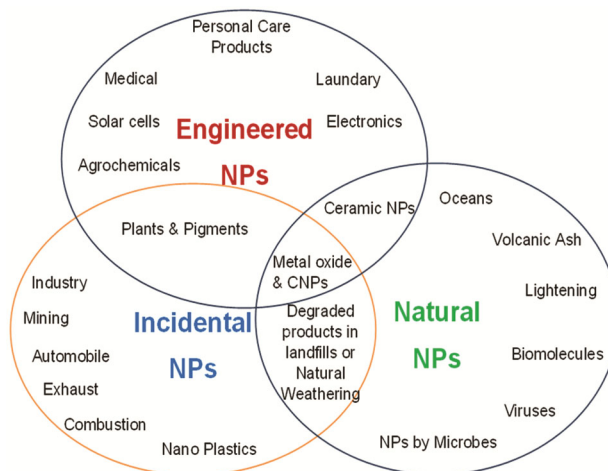 Personal Care
Products
Medical
Laundary
Solar cells
Engineered
NPs
Electronics
Agrochemicals
Plants & Pigments
Ceramic NPs
Oceans
Metal oxide
& CNPs
Volcanic Ash
Industry
Mining
Automobile
Exhaust
Combustion
Nano Plastics
Incidental
NPs
Degraded
products in
landfills or
Natural
Weathering
Natural
NPs
Lightening
Biomolecules
Viruses
NPs by Microbes